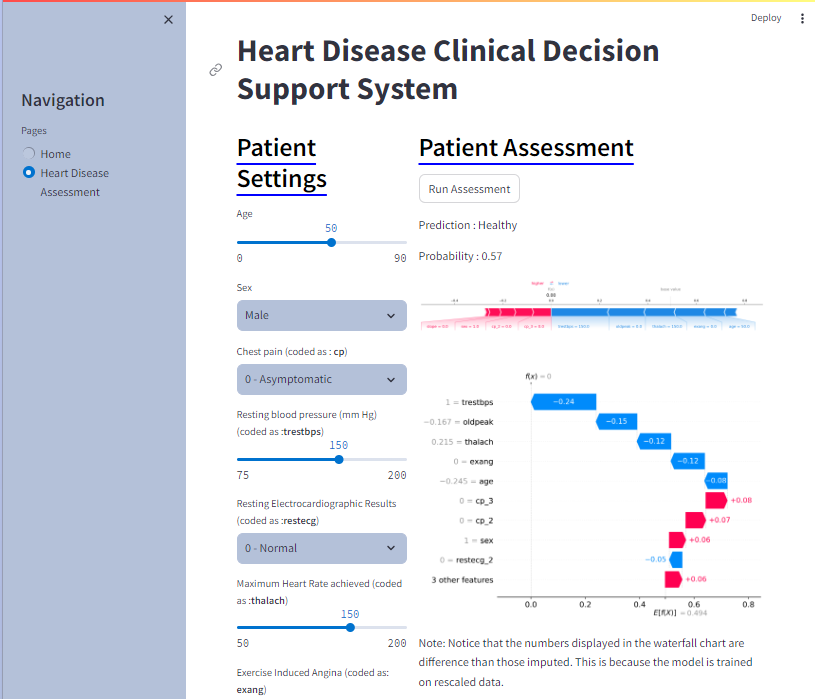 Deploy
Heart Disease Clinical Decision
Support System
Navigation
Pages
Home
Heart Disease
Assessment
Patient
Settings
Age
50
0 90
Sex
Male
Chest pain (coded as : cp)
0 - Asymptomatic
Resting blood pressure (mm Hg)
(coded as :trestbps)
150
75 200
Resting Electrocardiographic Results
(coded as :restecg)
0 - Normal
Maximum Heart Rate achieved (coded
as :thalach)
150
50 200
Exercise Induced Angina (coded as:
exang)
Patient Assessment
Run Assessment
Prediction : Healthy
Probability : 0.57
higher lower
f(x) base value
0.00
f(x) = 0
1 = trestbps −0.24
−0.167 = oldpeak −0.15
0.215 = thalach −0.12
0 = exang −0.12
−0.245 = age −0.08
0 = cp_3 +0.08
0 = cp_2 +0.07
1 = sex +0.06
0 = restecg_2 −0.05
3 other features +0.06
0.0 0.2 0.4 0.6 0.8
E[f(X)] = 0.494
Note: Notice that the numbers displayed in the waterfall chart are
difference than those imputed. This is because the model is trained
on rescaled data.